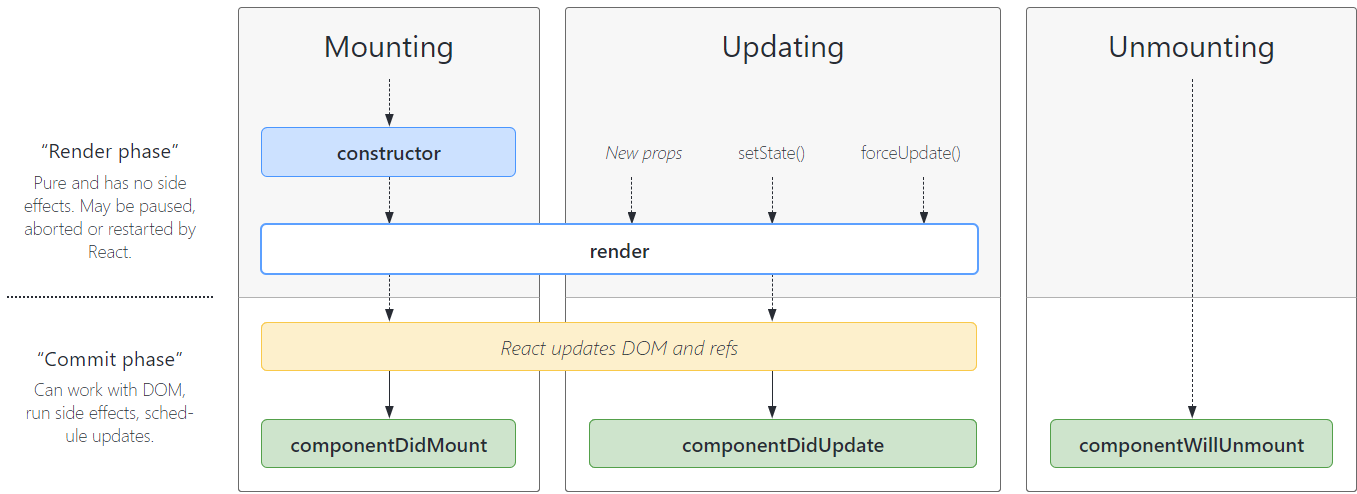 Mounting
Updating
Unmounting
“Render phase”
Pure and has no side
effects. May be paused,
aborted or restarted by
React.
constructor
New props
setState()
forceUpdate()
render
“Commit phase”
Can work with DOM,
run side effects, sched-
ule updates.
React updates DOM and refs
componentDidMount
componentDidUpdate
componentWillUnmount